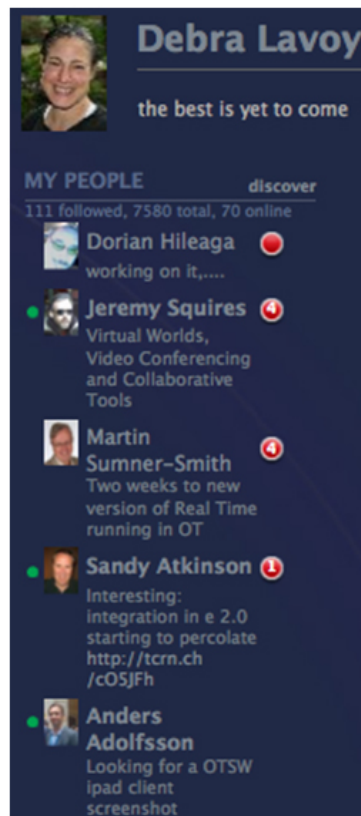 Debra Lavoy
the best is yet to come
MY PEOPLE
discover
111 followed, 7580 total, 70 online
Dorian Hileaga
working on it,....
Jeremy Squires
4
Virtual Worlds,
Video Conferencing
and Collaborative
Tools
Martin
Sumner-Smith
4
Two weeks to new
version of Real Time
running in OT
Sandy Atkinson
1
Interesting:
integration in e 2.0
starting to percolate
http://tcrn.ch
/cO5JFh
Anders
Adolfsson
Looking for a OTSW
ipad client
screenshot